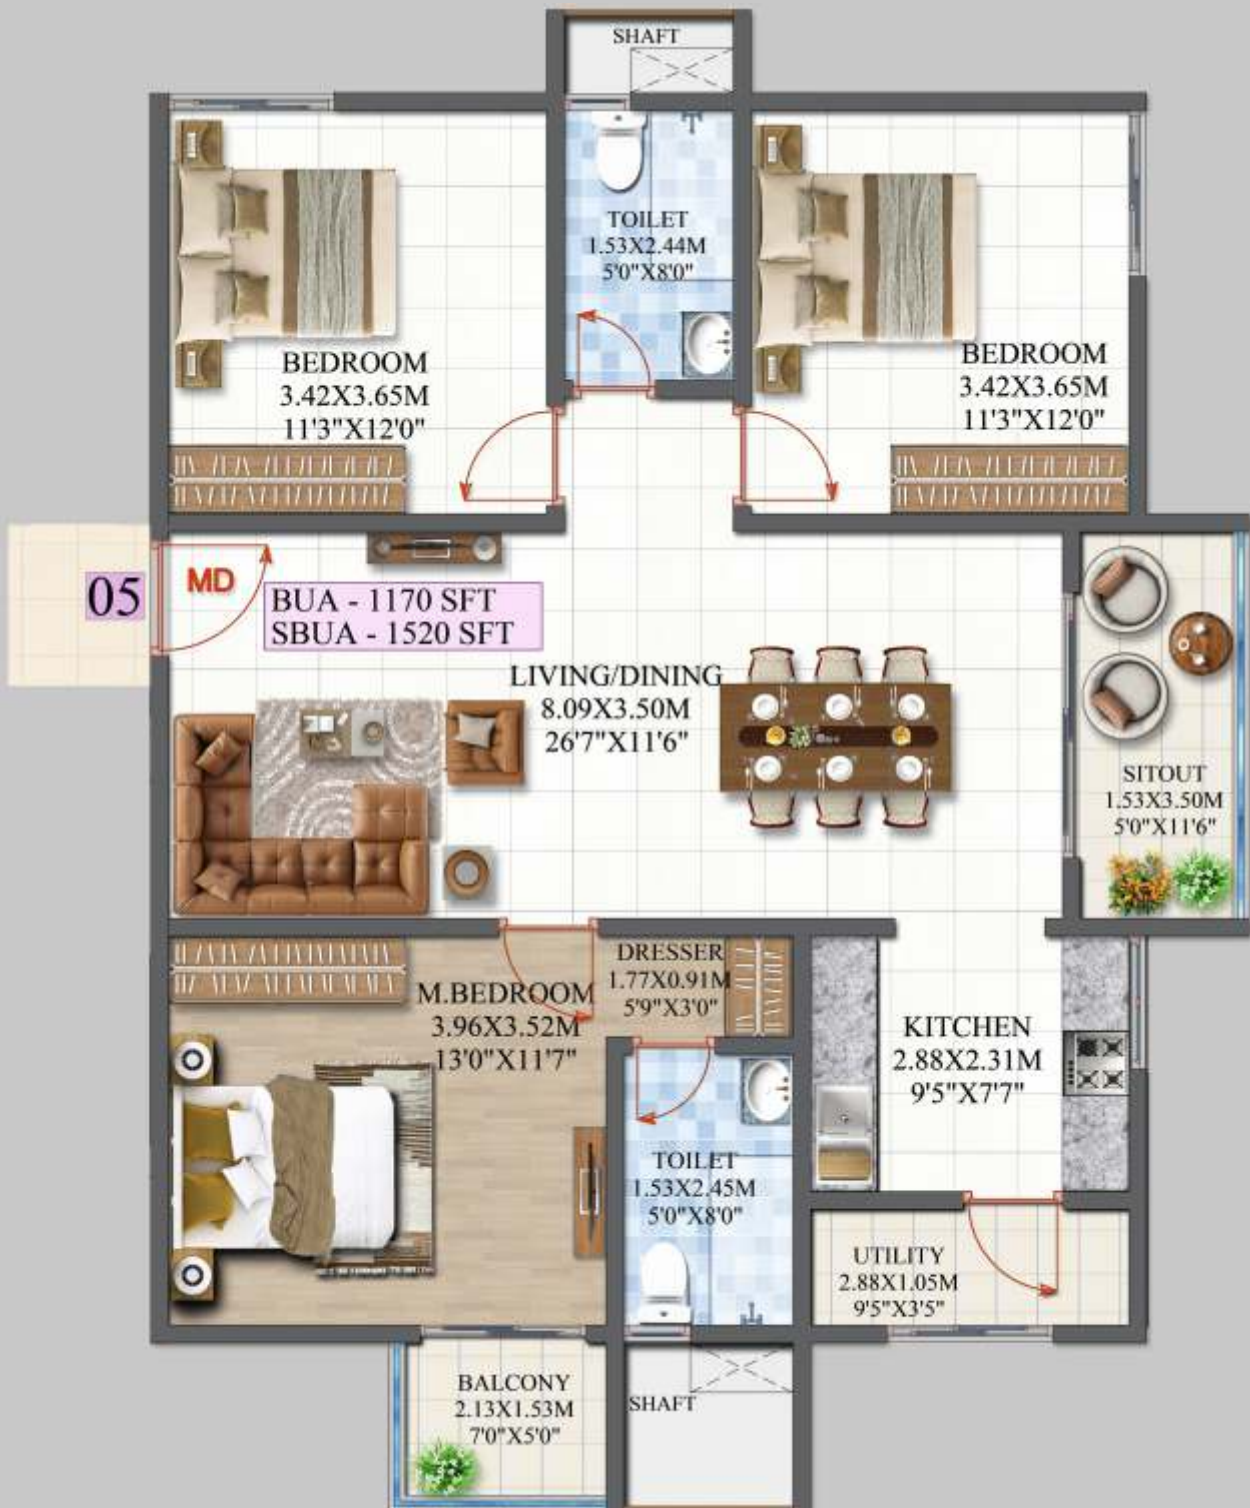 SHAFT
TOILET
1.53X2.44M
5'0"X8'0"
BEDROOM
3.42X3.65M
11'3"X12'0"
BEDROOM
3.42X3.65M
11'3"X12'0"
05
MD
BUA - 1170 SFT
SBUA - 1520 SFT
LIVING/DINING
8.09X3.50M
26'7"X11'6"
SITOUT
1.53X3.50M
5'0"X11'6"
M.BEDROOM
3.96X3.52M
13'0"X11'7"
DRESSER
1.77X0.91M
5'9"X3'0"
KITCHEN
2.88X2.31M
9'5"X7'7"
TOILET
1.53X2.45M
5'0"X8'0"
UTILITY
2.88X1.05M
9'5"X3'5"
BALCONY
2.13X1.53M
7'0"X5'0"
SHAFT